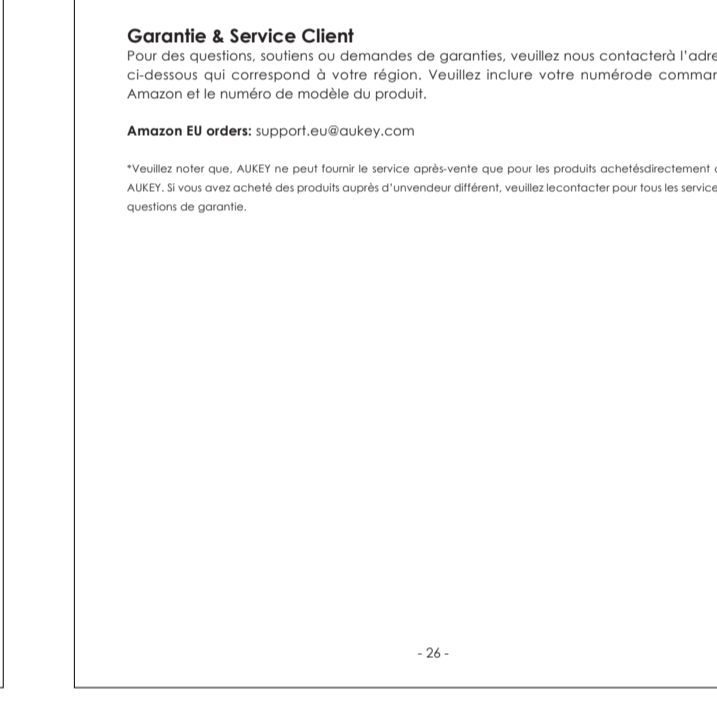 Garantie & Service Client
Pour des questions, soutiens ou demandes de garanties, veuillez nous contacterà l'adre
ci-dessous qui correspond à votre région. Veuillez inclure votre numérode comman
Amazon et le numéro de modèle du produit.
Amazon EU orders: support.eu@aukey.com
*Veuillez noter que, AUKEY ne peut fournir le service après-vente que pour les produits achetésdirectement
AUKEY. Si vous avez acheté des produits auprès d'unvendeur différent, veuillez lecontacter pour tous les service
questions de garantie.
- 26 -